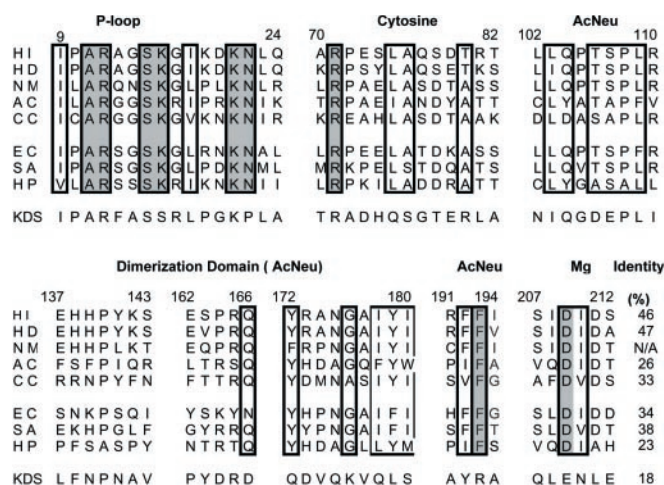 P-loop Cytosine AcNeu
9 24 70 82 102 110
HI I P A R A G S K G I K D K N L Q A R P E S L A Q S D T R T L L Q P T S P L R
HD I P A R A G S K G I K D K N L Q K R P S Y L A Q S E T K S L L Q P T S P L R
NM I L A R Q N S K G L P L K N L R L R P A E L A S D T A S S L L Q P T S P L R
AC I P A R G G S K R I P R K N I K T R P A E I A N D Y A T T C L Y A T A P F V
CC I C A R G G S K G V K N K N I R K R E A H L A S D T A A K D L D A S A P L R
EC I P A R S G S K G L R N K N A L L R P E E L A T D K A S S L L Q P T S P F R
SA I P A R S G S K G L P D K N M L M R K P E L S T D Q A T S L L Q V T S P L R
HP V L A R S S S K R I K N K N I I L R P K I L A D D R A T T C L Y G A S A L L
KDS I P A R F A S S R L P G K P L A T R A D H Q S G T E R L A N I Q G D E P L I
Dimerization Domain ( AcNeu) AcNeu Mg Identity
137 143 162 166 172 180 191 194 207 212 (%)
HI E H H P Y K S E S P R Q Y R A N G A I Y I R F F I S I D I D S 46
HD E H H P Y K S E V P R Q Y R A N G A I Y I R F F V S I D I D A 47
NM E H H P L K T E Q P R Q F R P N G A I Y I C F F I S I D I D T N/A
AC F S F P I Q R L T R S Q Y H D A G Q F Y W P I F A V Q D I D T 26
CC R R N P Y F N F T T R Q Y D M N A S I Y I S V F G A F D V D S 33
EC S N K P S Q I Y S K Y N Y P N G A I F I H F F G S L D I D D 34
SA E K H P G L F G Y R R Q Y Y P N G A I F I S F F T S L D V D T 38
HP P F S A S P Y N T R T Q Y H D A G L L Y M P I F S V Q D I A H 23
KDS L F N P N A V P Y D R D Q D V Q K V Q L S A Y R A Q L E N L E 18